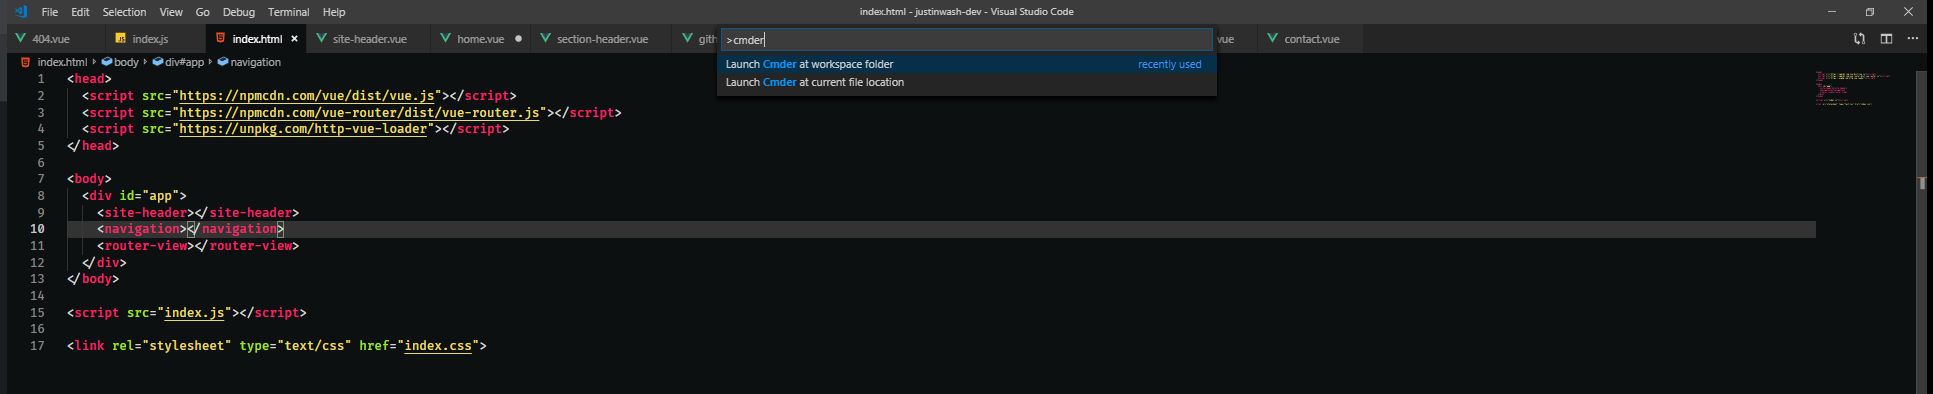 File Edit Selection View Go Debug Terminal Help
index.html - justinwash-dev - Visual Studio Code
404.vue
index.js
index.html
site-header.vue
home.vue
section-header.vue
gith
vue
contact.vue
>cmder
Launch Cmder at workspace folder recently used
Launch Cmder at current file location
index.html › body › div#app › navigation
1 <head>
2 <script src="https://npmcdn.com/vue/dist/vue.js"></script>
3 <script src="https://npmcdn.com/vue-router/dist/vue-router.js"></script>
4 <script src="https://unpkg.com/http-vue-loader"></script>
5 </head>
6
7 <body>
8 <div id="app">
9 <site-header></site-header>
10 <navigation></navigation>
11 <router-view></router-view>
12 </div>
13 </body>
14
15 <script src="index.js"></script>
16
17 <link rel="stylesheet" type="text/css" href="index.css">